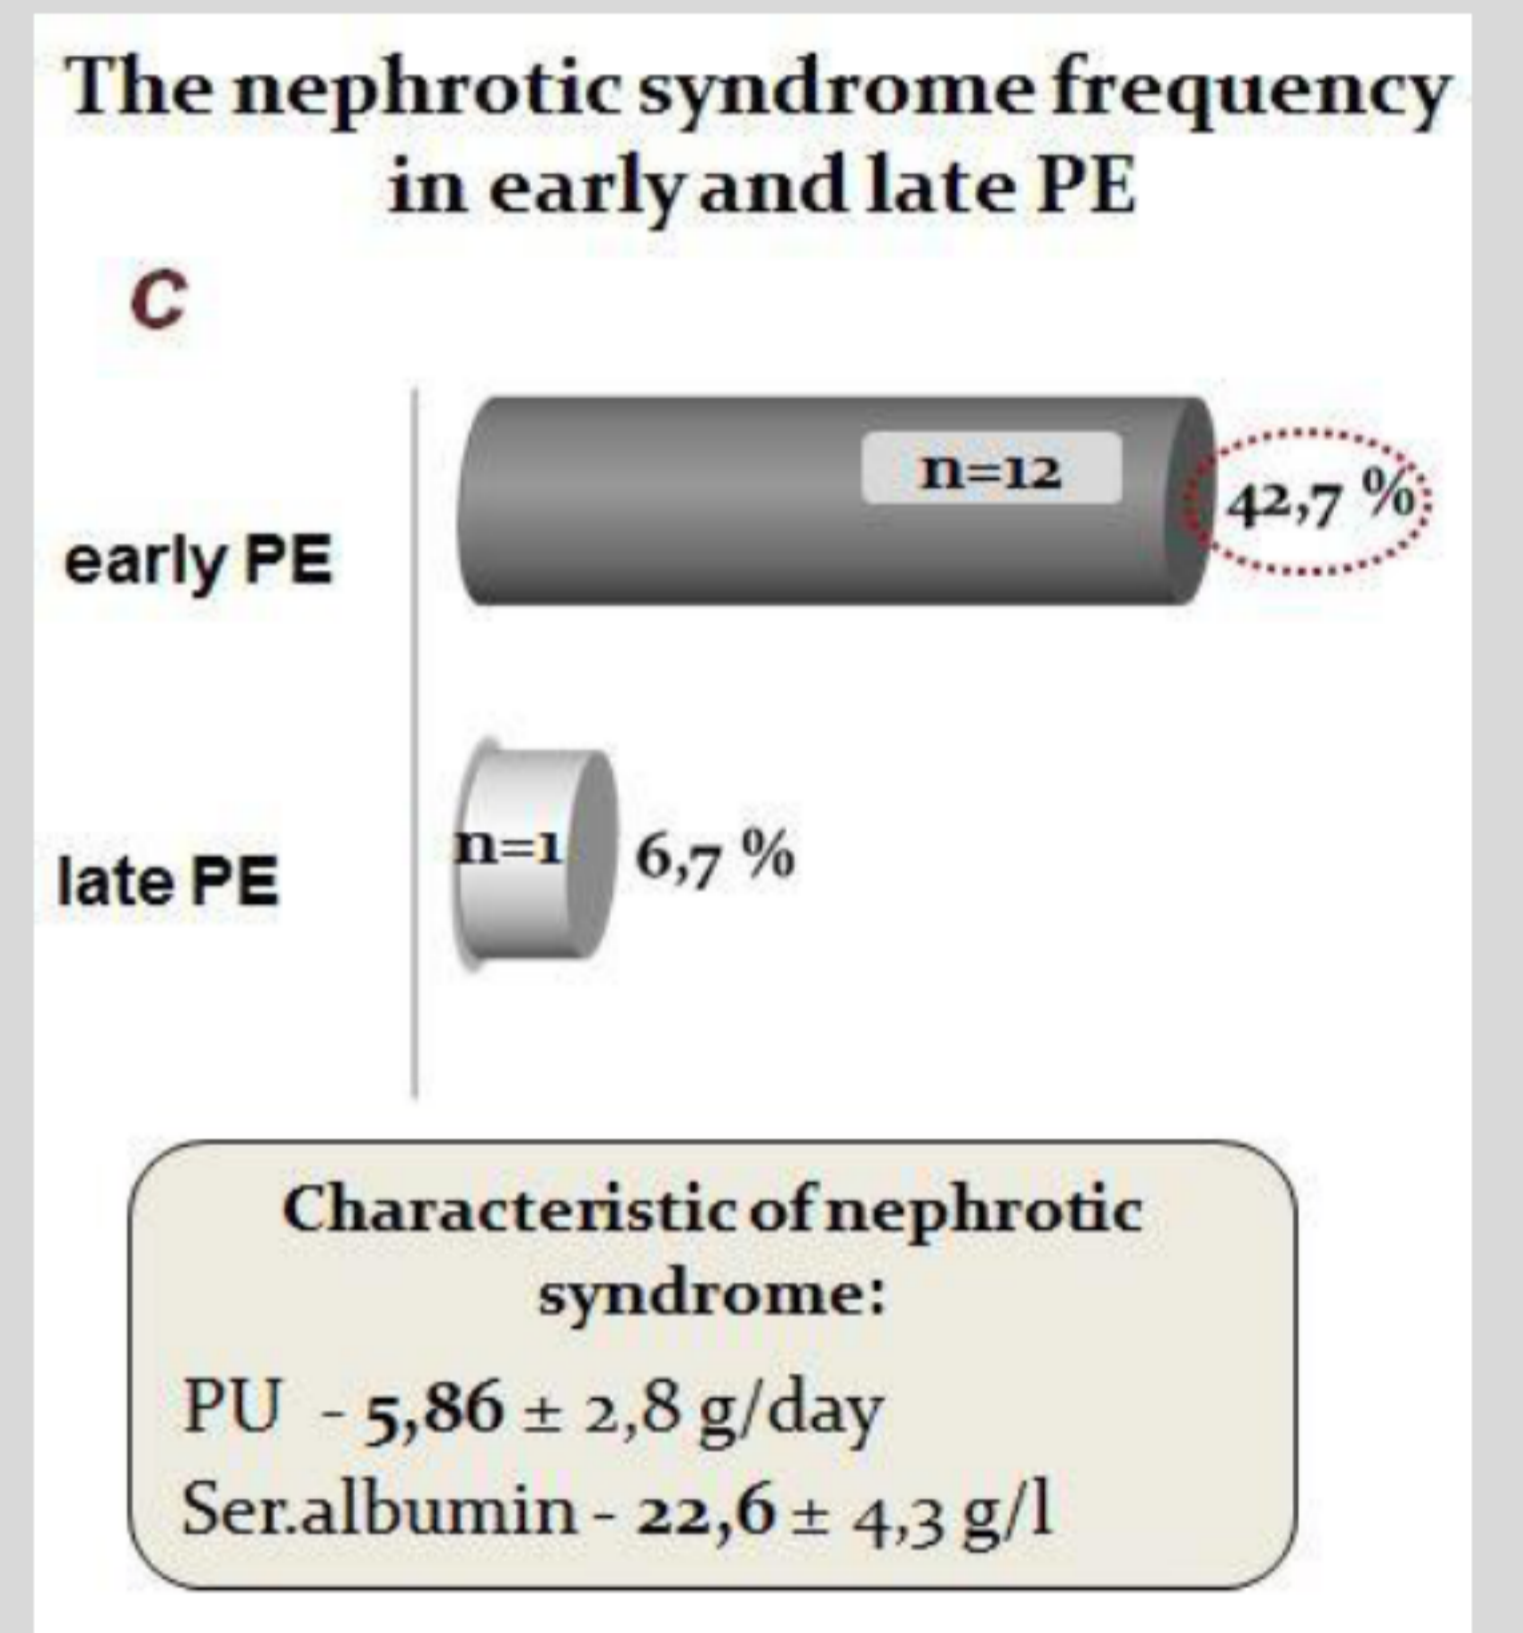 The nephrotic syndrome frequency
in early and late PE
C
n=12
42,7 %
early PE
n=1
6,7 %
late PE
Characteristic of nephrotic
syndrome:
PU - 5,86 ± 2,8 g/day
Ser.albumin - 22,6 ± 4,3 g/l